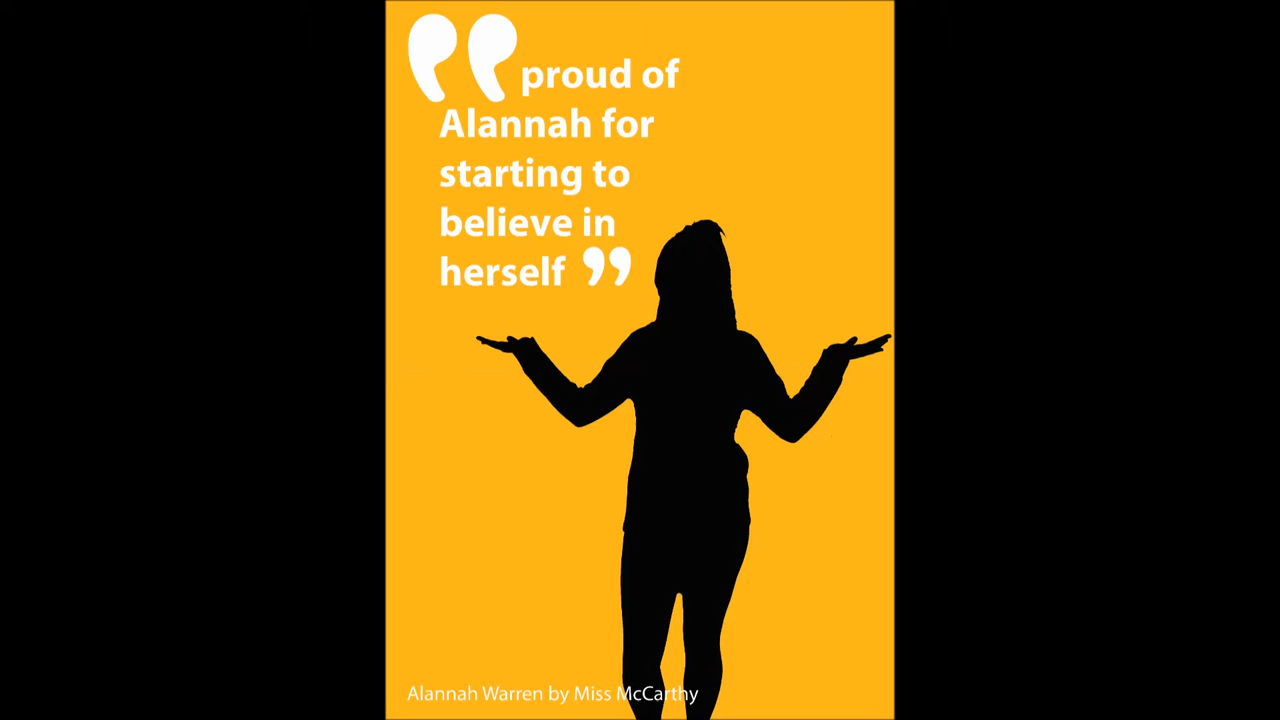 “ proud of
Alannah for
starting to
believe in
herself ”
Alannah Warren by Miss McCarthy